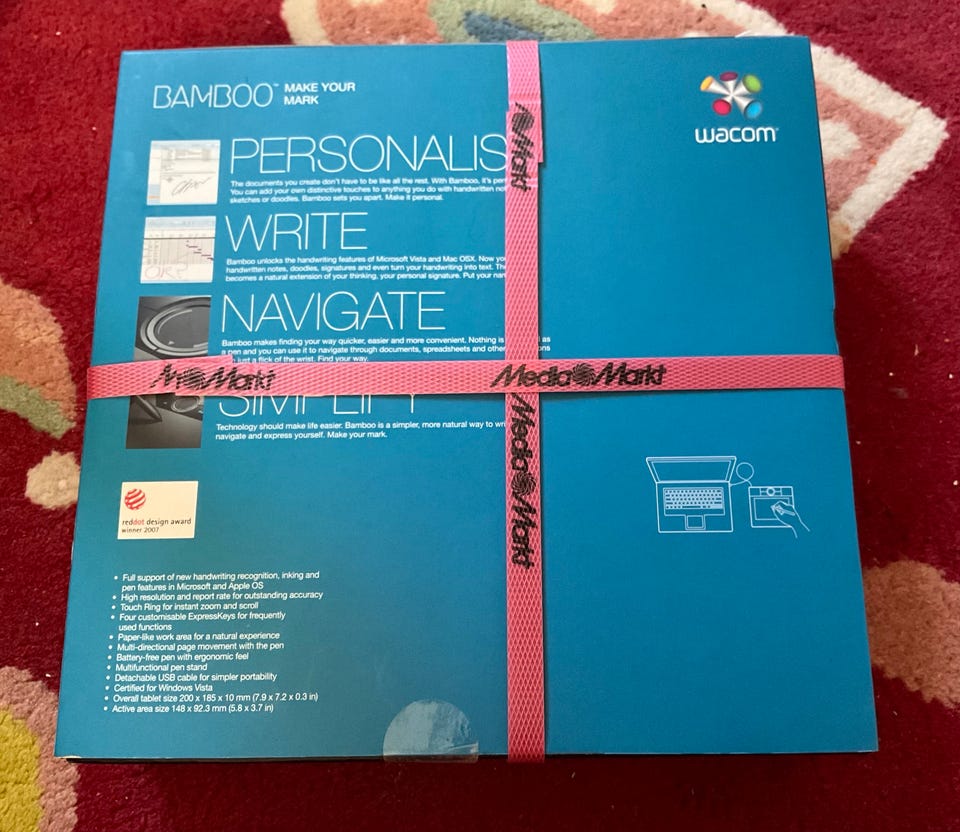 BAMBOO™ MAKE YOUR
MARK
wacom
PERSONALIS
The documents you create don't have to be like all the rest. With Bamboo, it's
You can add your own distinctive touches to anything you do with handwritten
sketches or doodles. Bamboo sets you apart. Make it personal.
WRITE
Bamboo unlocks the handwriting features of Microsoft Vista and Mac OSX. Now
handwritten notes, doodles, signatures and even turn your handwriting into text.
becomes a natural extension of your thinking, your personal signature. Put your
NAVIGATE
Bamboo makes finding your way quicker, easier and more convenient. Nothing is as
a pen and you can use it to navigate through documents, spreadsheets and other
just a flick of the wrist. Find your way.
Markt
Media Markt
SIMPLIFY
Technology should make life easier. Bamboo is a simpler, more natural way to
navigate and express yourself. Make your mark.
Markt
Media Markt
reddot design award
winner 2007
• Full support of new handwriting recognition, inking and
pen features in Microsoft and Apple OS
• High resolution and report rate for outstanding accuracy
• Touch Ring for instant zoom and scroll
• Four customisable ExpressKeys for frequently
used functions
• Paper-like work area for a natural experience
• Multi-directional page movement with the pen
• Battery-free pen with ergonomic feel
• Multifunctional pen stand
• Detachable USB cable for simpler portability
• Certified for Windows Vista
• Overall tablet size 200 x 185 x 10 mm (7.9 x 7.2 x 0.3 in)
• Active area size 148 x 92.3 mm (5.8 x 3.7 in)